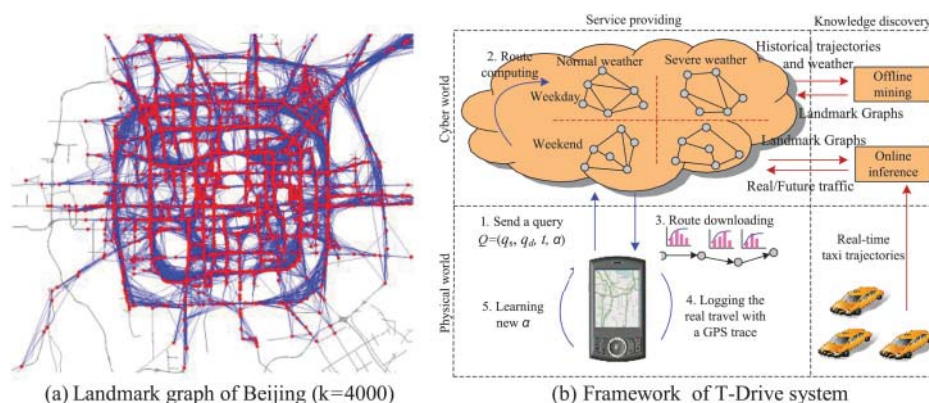 Service providing
Knowledge discovery
Cyber world
2. Route
computing
Normal weather
Severe weather
Weekday
Weekend
Historical trajectories
and weather
Offline
mining
Landmark Graphs
Landmark Graphs
Online
inference
Real/Future traffic
Physical world
1. Send a query
Q=(qs, qd, t, α)
3. Route downloading
Real-time
taxi trajectories
5. Learning
new α
4. Logging the
real travel with
a GPS trace
(a) Landmark graph of Beijing (k=4000)
(b) Framework of T-Drive system